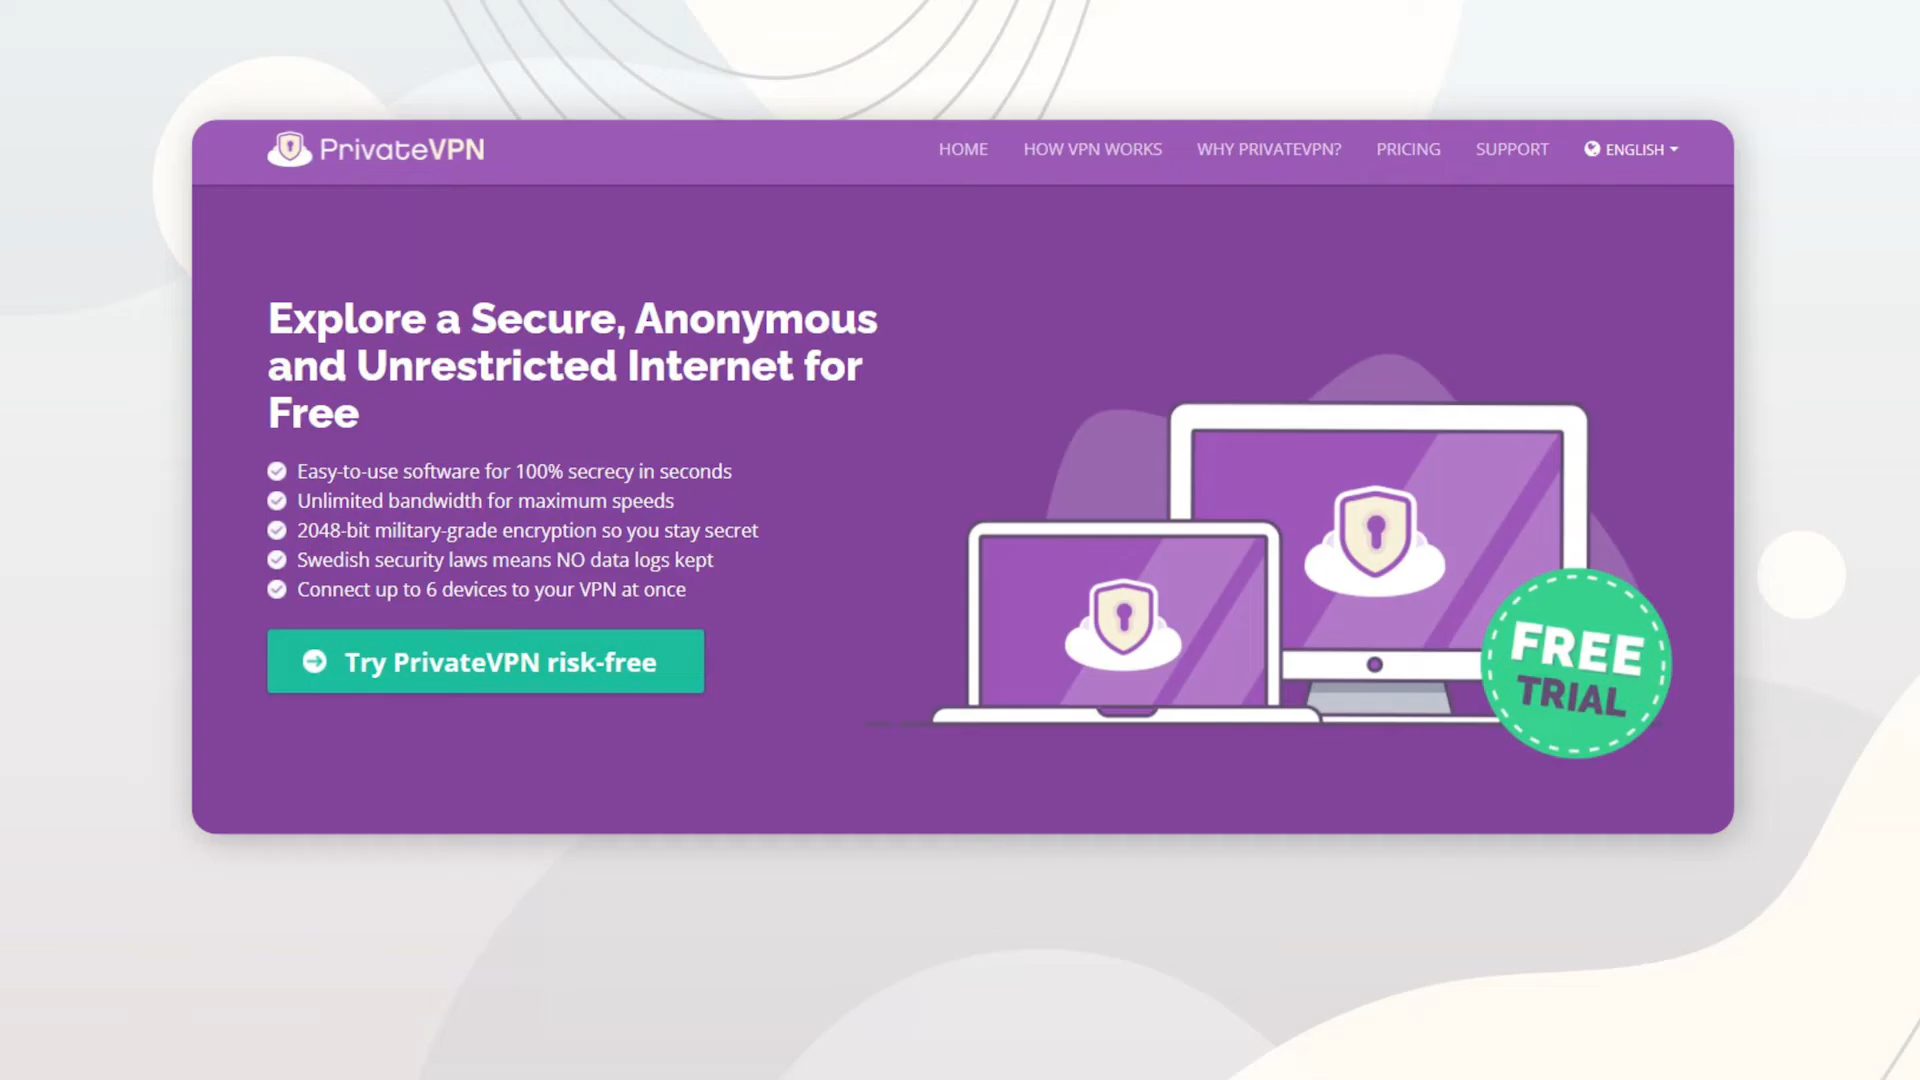 PrivateVPN
HOME
HOW VPN WORKS
WHY PRIVATEVPN?
PRICING
SUPPORT
ENGLISH
Explore a Secure, Anonymous
and Unrestricted Internet for
Free
Easy-to-use software for 100% secrecy in seconds
Unlimited bandwidth for maximum speeds
2048-bit military-grade encryption so you stay secret
Swedish security laws means NO data logs kept
Connect up to 6 devices to your VPN at once
Try PrivateVPN risk-free
FREE
TRIAL